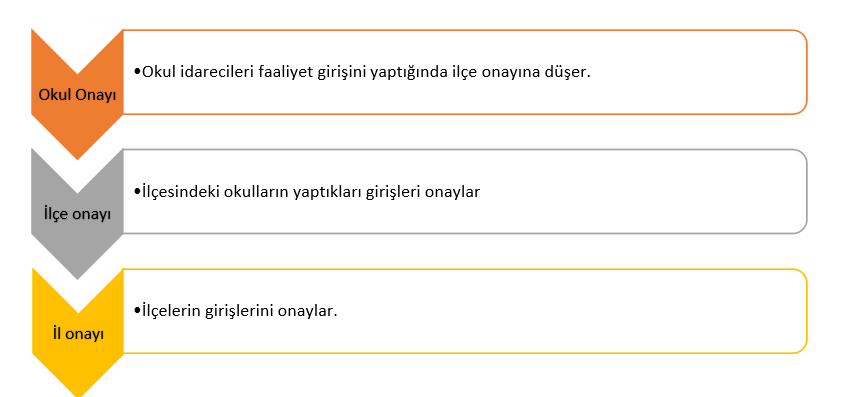 Okul Onayı
•Okul idarecileri faaliyet girişini yaptığında ilçe onayına düşer.
İlçe onayı
•İlçesindeki okulların yaptıkları girişleri onaylar
İl onayı
•İlçelerin girişlerini onaylar.